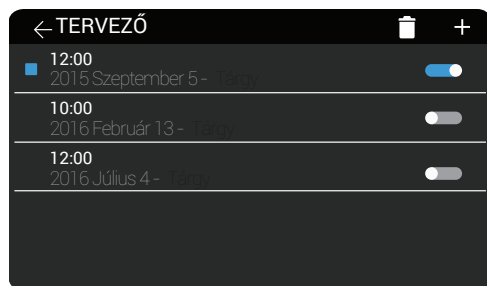 TERVEZŐ
12:00
2015 Szeptember 5 - Tárgy
10:00
2016 Február 13 - Tárgy
12:00
2016 Július 4 - Tárgy